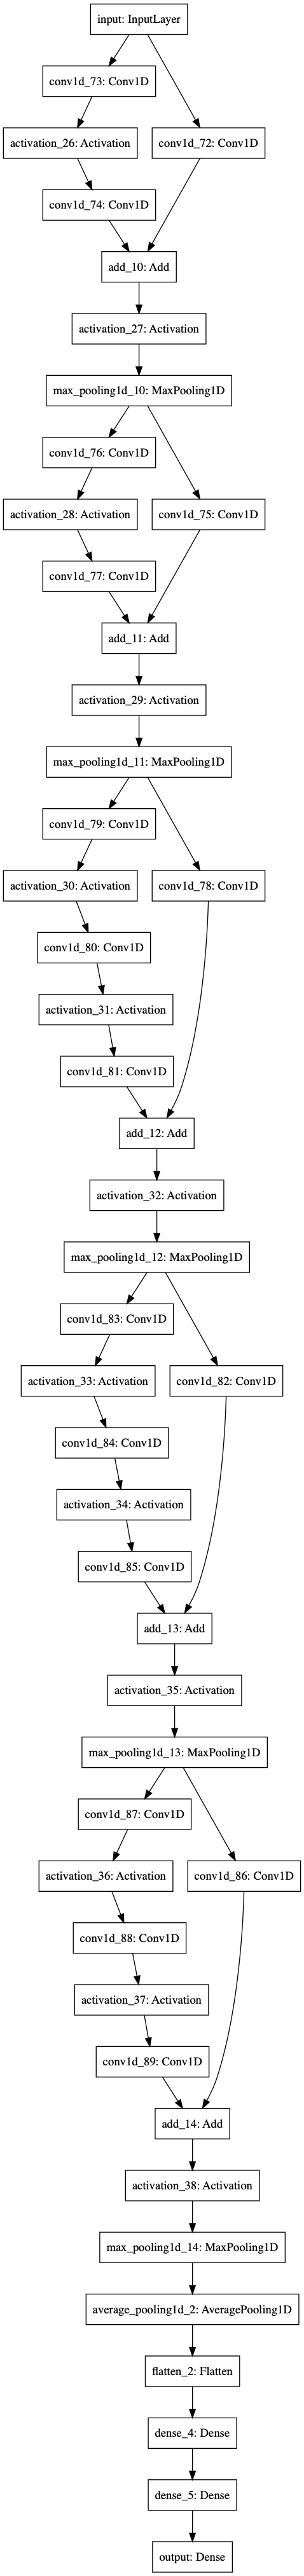 input: InputLayer
conv1d_73: Conv1D
activation_26: Activation
conv1d_72: Conv1D
conv1d_74: Conv1D
add_10: Add
activation_27: Activation
max_pooling1d_10: MaxPooling1D
conv1d_76: Conv1D
activation_28: Activation
conv1d_75: Conv1D
conv1d_77: Conv1D
add_11: Add
activation_29: Activation
max_pooling1d_11: MaxPooling1D
conv1d_79: Conv1D
activation_30: Activation
conv1d_78: Conv1D
conv1d_80: Conv1D
activation_31: Activation
conv1d_81: Conv1D
add_12: Add
activation_32: Activation
max_pooling1d_12: MaxPooling1D
conv1d_83: Conv1D
activation_33: Activation
conv1d_82: Conv1D
conv1d_84: Conv1D
activation_34: Activation
conv1d_85: Conv1D
add_13: Add
activation_35: Activation
max_pooling1d_13: MaxPooling1D
conv1d_87: Conv1D
activation_36: Activation
conv1d_86: Conv1D
conv1d_88: Conv1D
activation_37: Activation
conv1d_89: Conv1D
add_14: Add
activation_38: Activation
max_pooling1d_14: MaxPooling1D
average_pooling1d_2: AveragePooling1D
flatten_2: Flatten
dense_4: Dense
dense_5: Dense
output: Dense